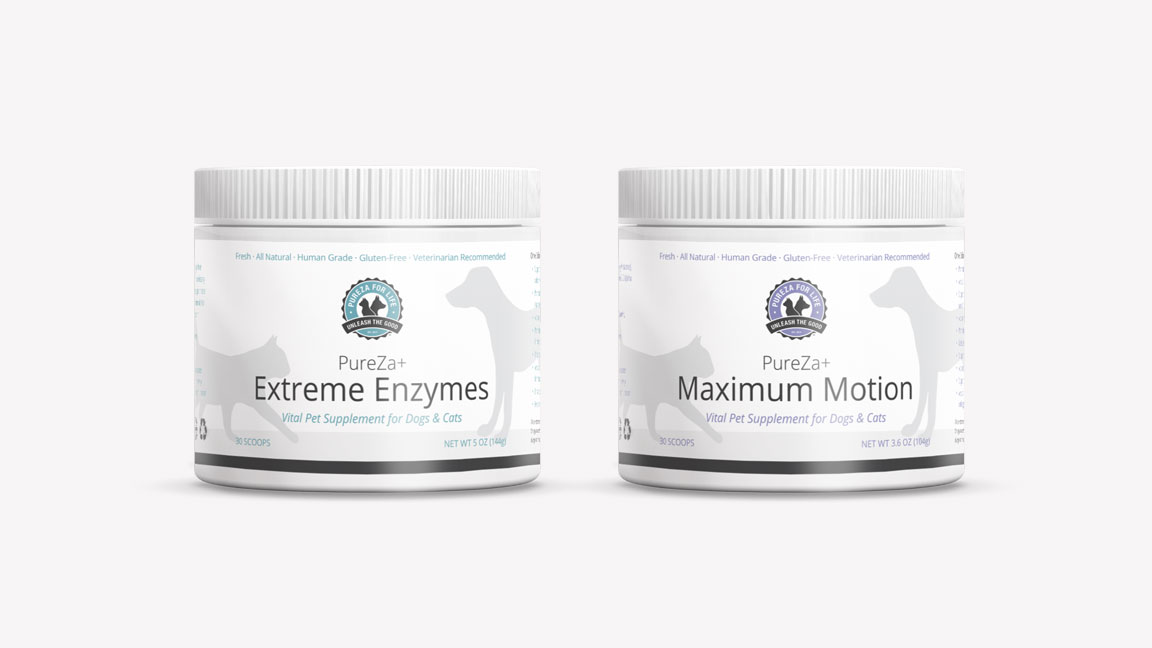 Fresh · All Natural · Human Grade · Gluten-Free · Veterinarian Recommended
PUREZA FOR LIFE
UNLEASH THE GOOD
PureZa+
Extreme Enzymes
Vital Pet Supplement for Dogs & Cats
30 SCOOPS
NET WT 5 OZ (144g)
Fresh · All Natural · Human Grade · Gluten-Free · Veterinarian Recommended
PUREZA FOR LIFE
UNLEASH THE GOOD
PureZa+
Maximum Motion
Vital Pet Supplement for Dogs & Cats
30 SCOOPS
NET WT 3.6 OZ (104g)